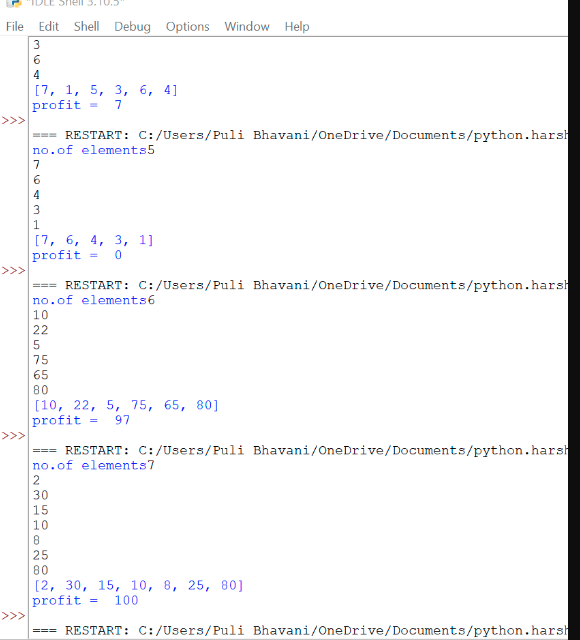 *IDLE Shell 3.10.5*
File Edit Shell Debug Options Window Help
3
6
4
[7, 1, 5, 3, 6, 4]
profit =  7
>>>
=== RESTART: C:/Users/Puli Bhavani/OneDrive/Documents/python.harsh
no.of elements5
7
6
4
3
1
[7, 6, 4, 3, 1]
profit =  0
>>>
=== RESTART: C:/Users/Puli Bhavani/OneDrive/Documents/python.harsh
no.of elements6
10
22
5
75
65
80
[10, 22, 5, 75, 65, 80]
profit =  97
>>>
=== RESTART: C:/Users/Puli Bhavani/OneDrive/Documents/python.harsh
no.of elements7
2
30
15
10
8
25
80
[2, 30, 15, 10, 8, 25, 80]
profit =  100
>>>
=== RESTART: C:/Users/Puli Bhavani/OneDrive/Documents/python.harsh